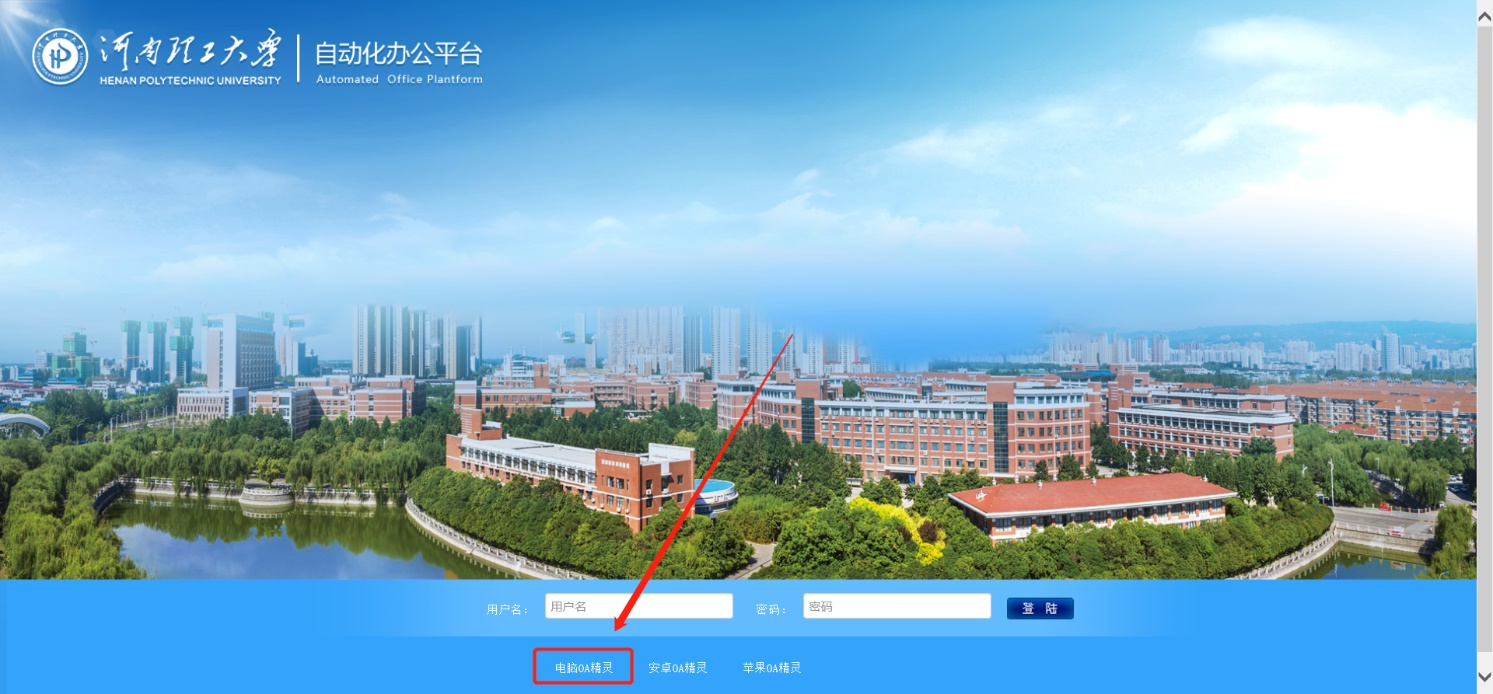 河南理工大学
HENAN POLYTECHNIC UNIVERSITY
自动化办公平台
Automated Office Plantform
用户名： 用户名 密码： 密码 登 陆
电脑OA精灵 安卓OA精灵 苹果OA精灵